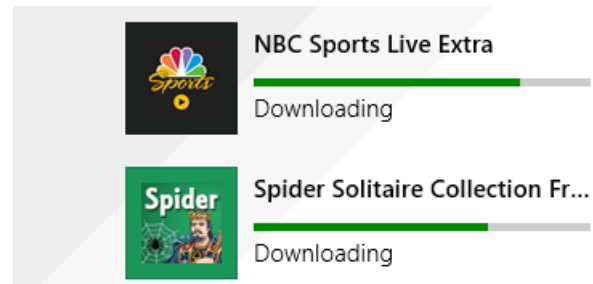 NBC Sports Live Extra
Sports
Downloading
Spider Solitaire Collection Fr...
Spider
Downloading